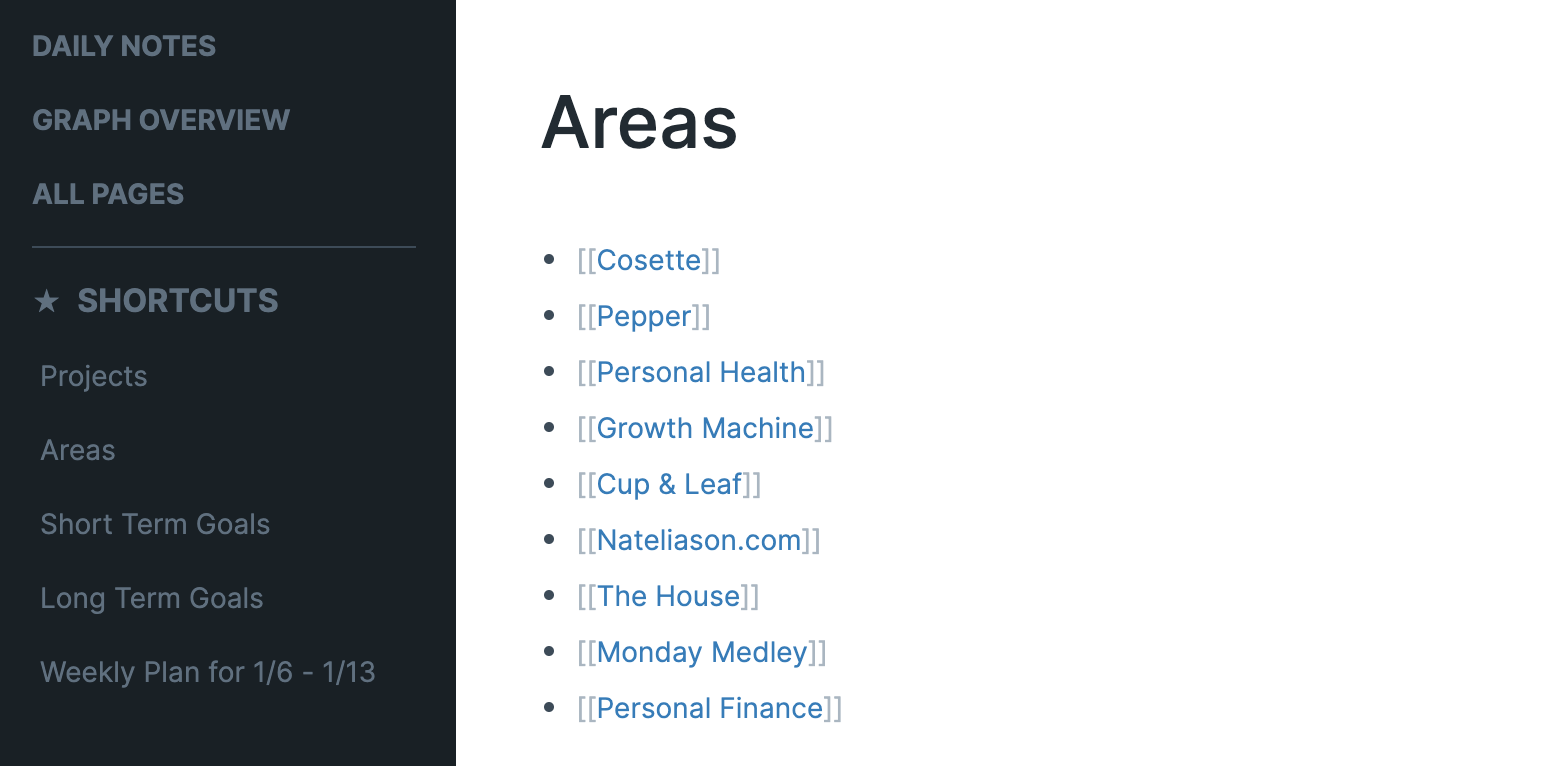 DAILY NOTES
GRAPH OVERVIEW
ALL PAGES
★ SHORTCUTS
Projects
Areas
Short Term Goals
Long Term Goals
Weekly Plan for 1/6 - 1/13
Areas
[[Cosette]]
[[Pepper]]
[[Personal Health]]
[[Growth Machine]]
[[Cup & Leaf]]
[[Nateliason.com]]
[[The House]]
[[Monday Medley]]
[[Personal Finance]]